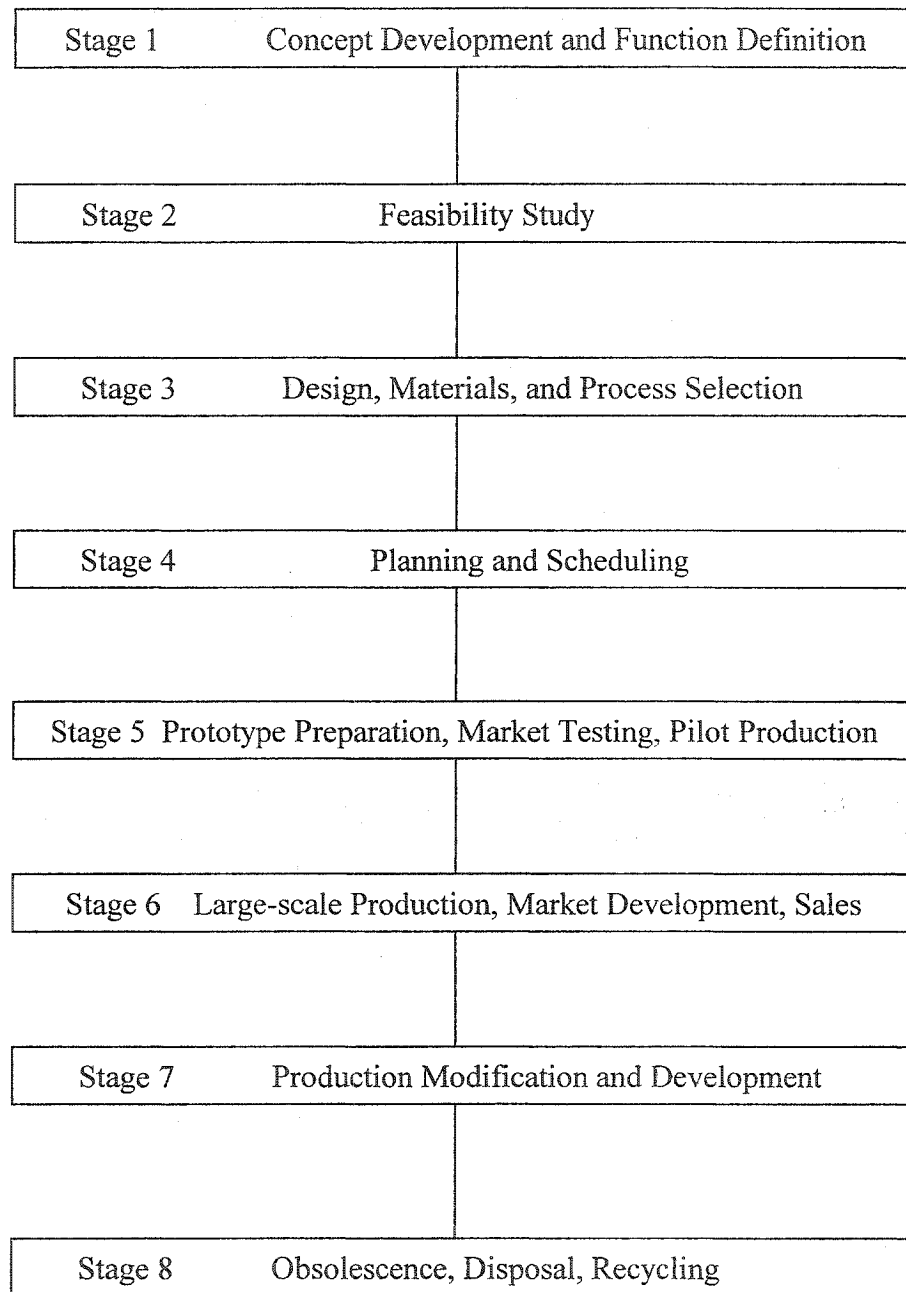 Stage 1 Concept Development and Function Definition
Stage 2 Feasibility Study
Stage 3 Design, Materials, and Process Selection
Stage 4 Planning and Scheduling
Stage 5 Prototype Preparation, Market Testing, Pilot Production
Stage 6 Large-scale Production, Market Development, Sales
Stage 7 Production Modification and Development
Stage 8 Obsolescence, Disposal, Recycling